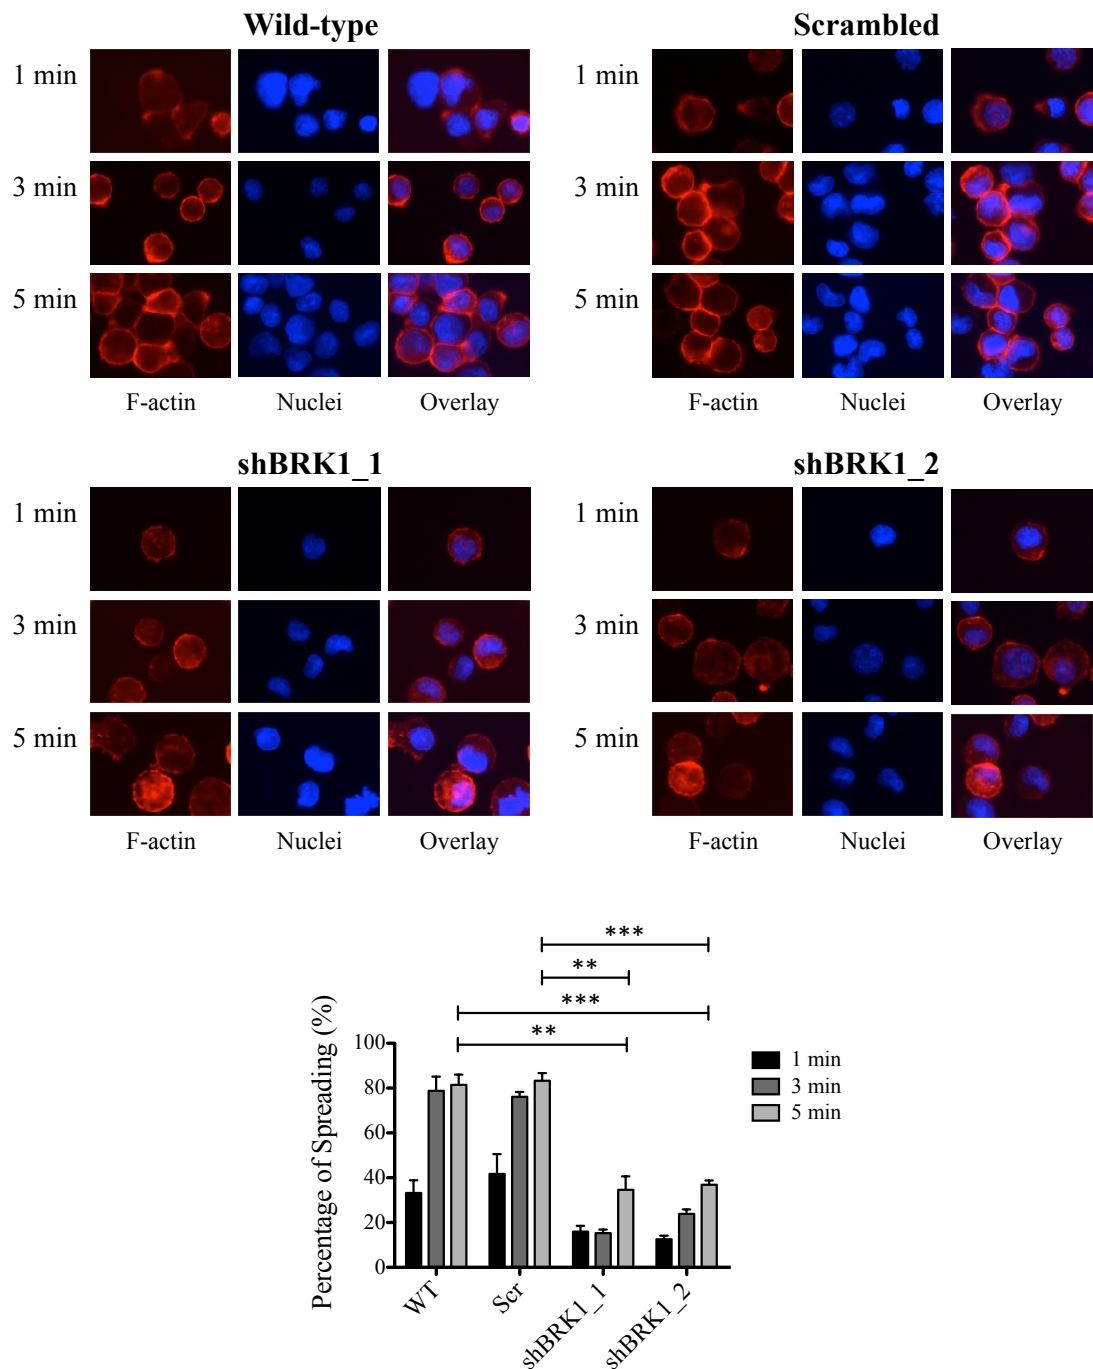 Wild-type
Scrambled
1 min
1 min
3 min
3 min
5 min
5 min
F-actin Nuclei Overlay
F-actin Nuclei Overlay
shBRK1_1
shBRK1_2
1 min
1 min
3 min
3 min
5 min
5 min
F-actin Nuclei Overlay
F-actin Nuclei Overlay
***
**
***
**
Percentage of Spreading (%)
100
80
60
40
20
0
1 min
3 min
5 min
WT
Scr
shBRK1_1
shBRK1_2